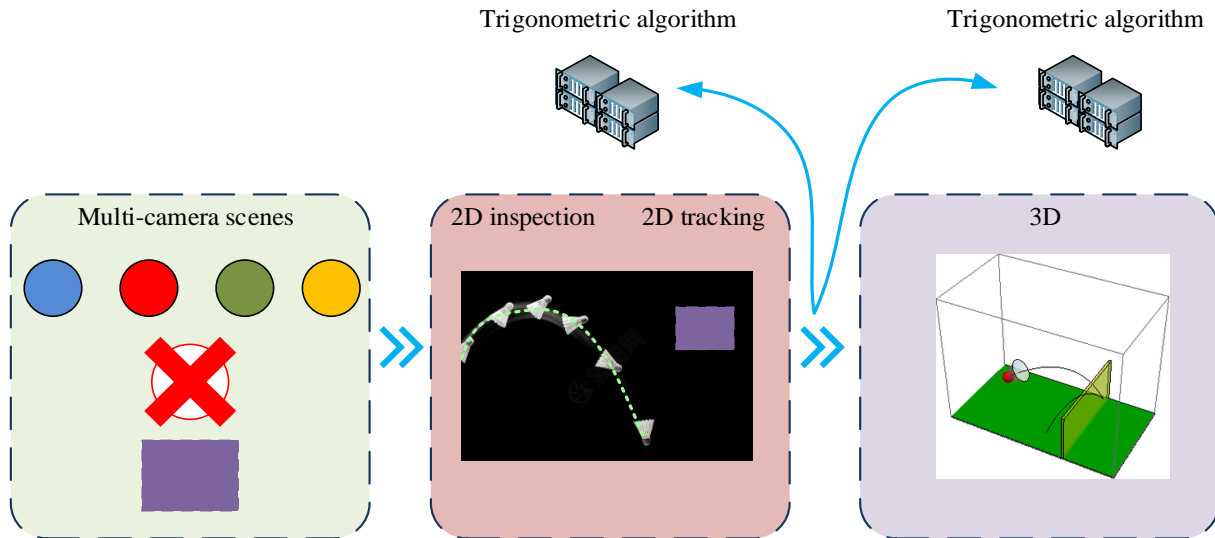 Trigonometric algorithm
Trigonometric algorithm
Multi-camera scenes
2D inspection
2D tracking
3D